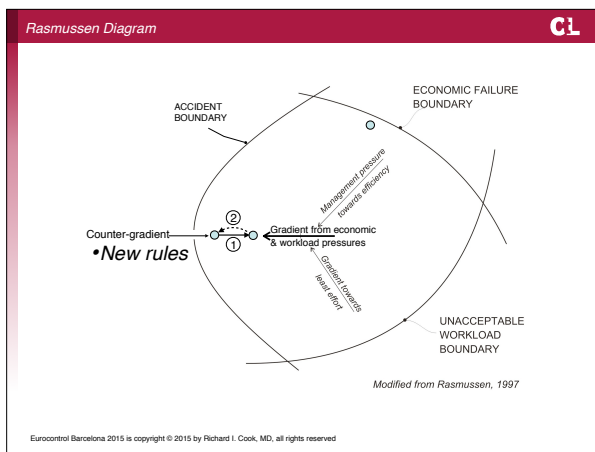 Rasmussen Diagram
CtL
ECONOMIC FAILURE
BOUNDARY
ACCIDENT
BOUNDARY
Management pressure
towards efficiency
2
Counter-gradient
Gradient from economic
& workload pressures
1
•New rules
Gradient towards
least effort
UNACCEPTABLE
WORKLOAD
BOUNDARY
Modified from Rasmussen, 1997
Eurocontrol Barcelona 2015 is copyright © 2015 by Richard I. Cook, MD, all rights reserved